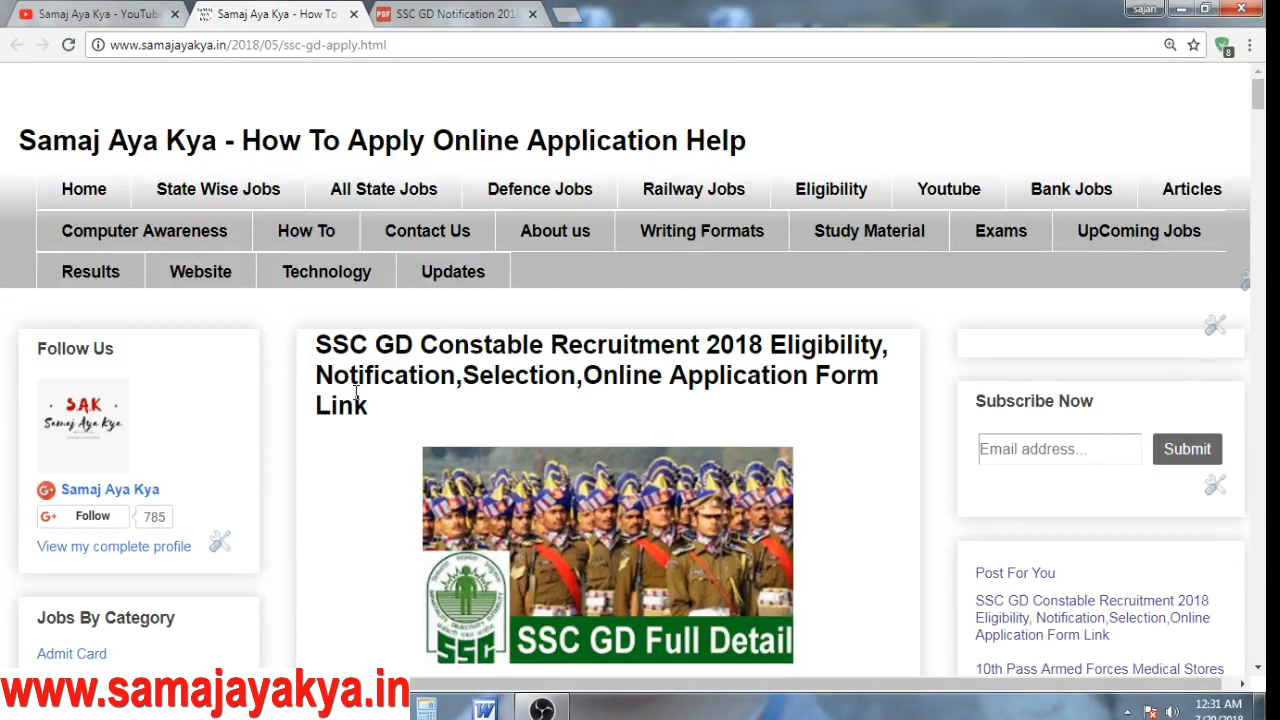 Samaj Aya Kya - YouTube
Samaj Aya Kya - How To
PDF
SSC GD Notification 2018
sajan
www.samajayakya.in/2018/05/ssc-gd-apply.html
8
Samaj Aya Kya - How To Apply Online Application Help
Home State Wise Jobs All State Jobs Defence Jobs Railway Jobs Eligibility Youtube Bank Jobs Articles
Computer Awareness How To Contact Us About us Writing Formats Study Material Exams UpComing Jobs
Results Website Technology Updates
Follow Us
S.A.K
Samaj Aya Kya
Samaj Aya Kya
G+ Follow 785
View my complete profile
Jobs By Category
Admit Card
SSC GD Constable Recruitment 2018 Eligibility,
Notification,Selection,Online Application Form
Link
SSC
SSC GD Full Detail
Subscribe Now
Email address... Submit
Post For You
SSC GD Constable Recruitment 2018
Eligibility, Notification,Selection,Online
Application Form Link
10th Pass Armed Forces Medical Stores
www.samajayakya.in
W
12:31 AM
7/20/2018